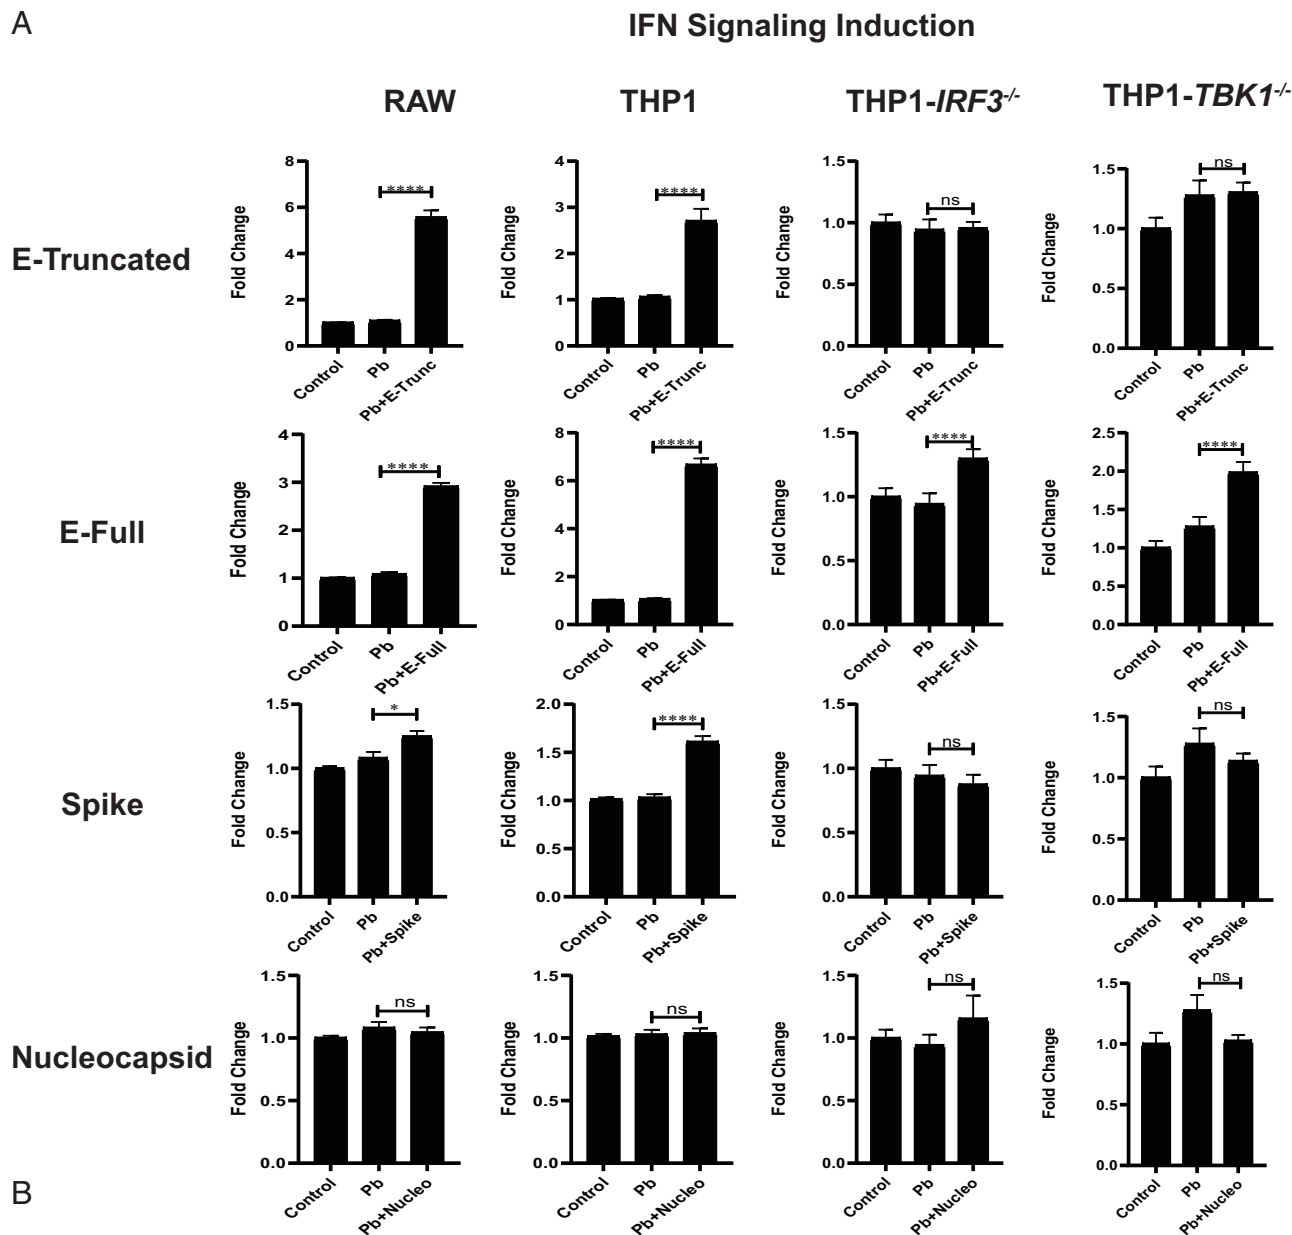 A
IFN Signaling Induction
RAW
THP1
THP1-IRF3-/-
THP1-TBK1-/-
E-Truncated
Fold Change
8
6
4
2
0
****
Control
Pb
Pb+E-Trunc
Fold Change
4
3
2
1
0
****
Control
Pb
Pb+E-Trunc
Fold Change
1.5
1.0
0.5
0.0
ns
Control
Pb
Pb+E-Trunc
Fold Change
1.5
1.0
0.5
0.0
ns
Control
Pb
Pb+E-Trunc
E-Full
Fold Change
4
3
2
1
0
****
Control
Pb
Pb+E-Full
Fold Change
8
6
4
2
0
****
Control
Pb
Pb+E-Full
Fold Change
1.5
1.0
0.5
0.0
****
Control
Pb
Pb+E-Full
Fold Change
2.5
2.0
1.5
1.0
0.5
0.0
****
Control
Pb
Pb+E-Full
Spike
Fold Change
1.5
1.0
0.5
0.0
*
Control
Pb
Pb+Spike
Fold Change
2.0
1.5
1.0
0.5
0.0
****
Control
Pb
Pb+Spike
Fold Change
1.5
1.0
0.5
0.0
ns
Control
Pb
Pb+Spike
Fold Change
1.5
1.0
0.5
0.0
ns
Control
Pb
Pb+Spike
Nucleocapsid
Fold Change
1.5
1.0
0.5
0.0
ns
Control
Pb
Pb+Nucleo
Fold Change
1.5
1.0
0.5
0.0
ns
Control
Pb
Pb+Nucleo
Fold Change
1.5
1.0
0.5
0.0
ns
Control
Pb
Pb+Nucleo
Fold Change
1.5
1.0
0.5
0.0
ns
Control
Pb
Pb+Nucleo
B